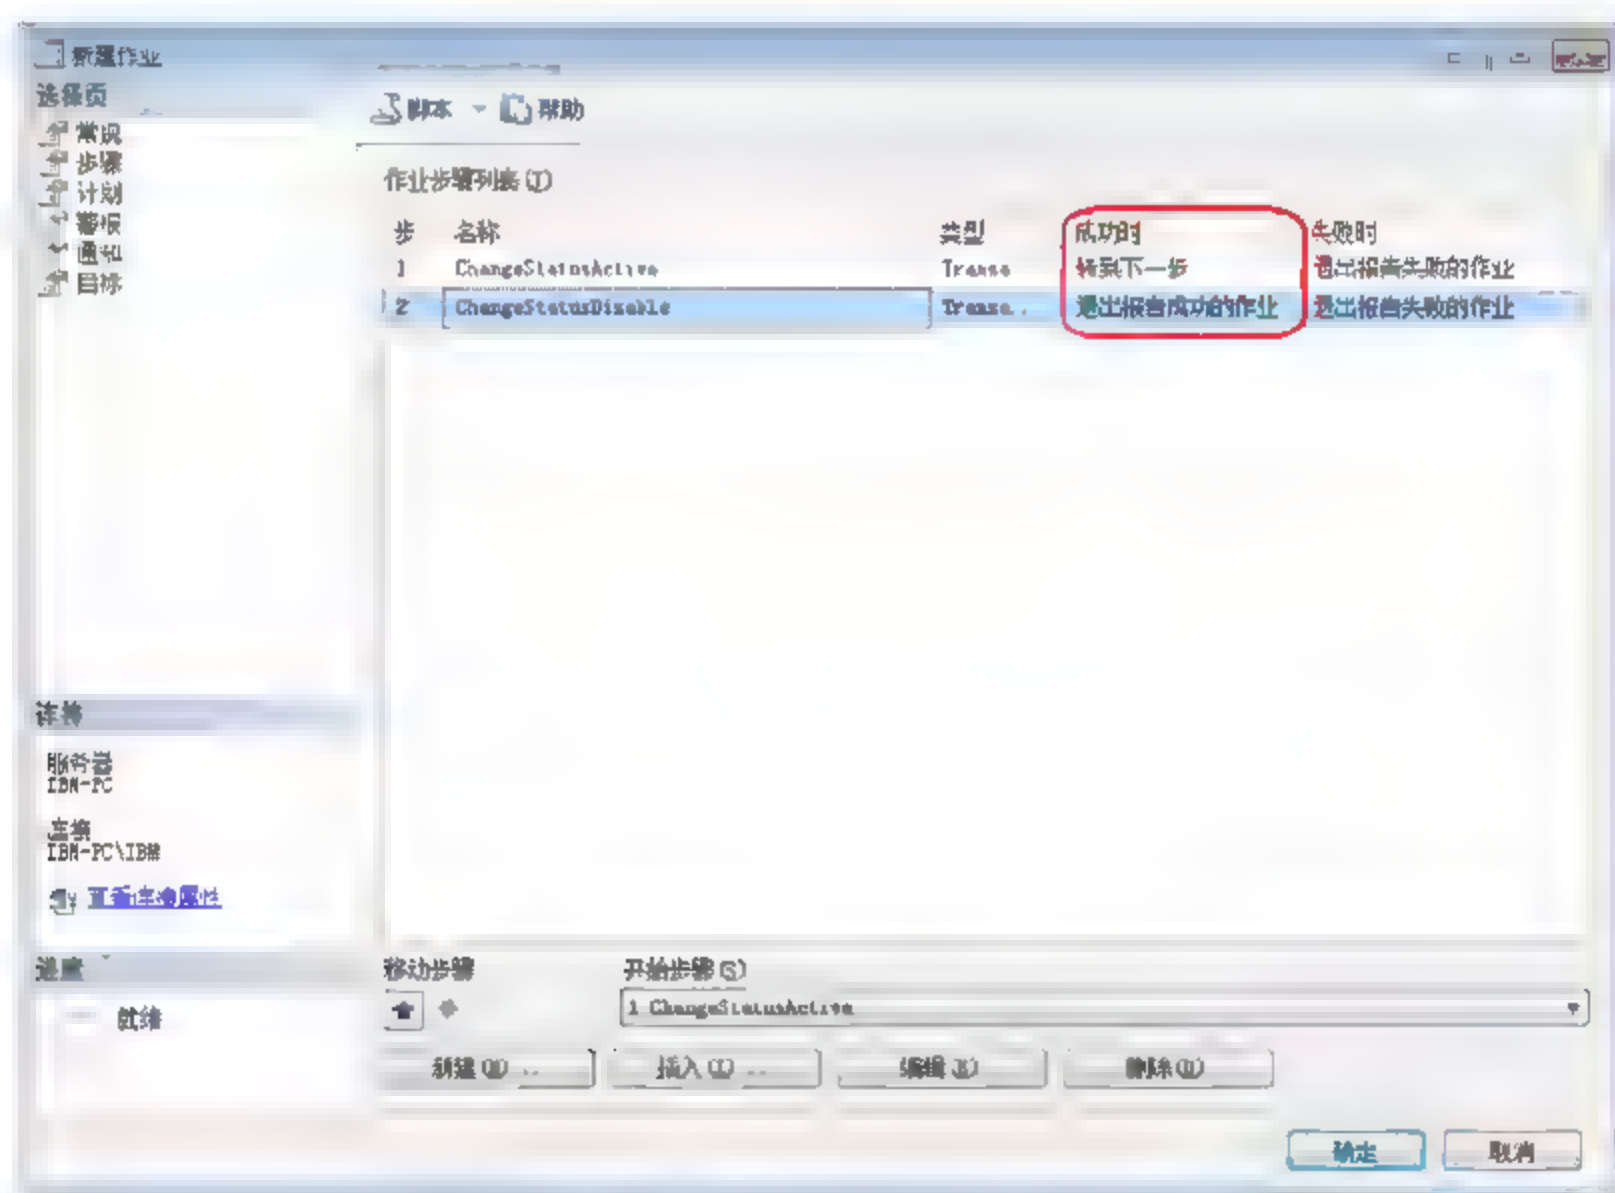 新建作业
选择页
常规
步骤
计划
警报
通知
目标
脚本 帮助
作业步骤列表(T)
步 名称 类型 成功时 失败时
1 ChangeStatusActive Transa 转到下一步 退出报告失败的作业
2 ChangeStatusDisable Transa.. 退出报告成功的作业 退出报告失败的作业
连接
服务器
IBM-PC
连接
IBM-PC\IBM
查看连接属性
进度
就绪
移动步骤
开始步骤(S)
1 ChangeStatusActive
新建(N)..
插入(I)..
编辑(E)
删除(D)
确定
取消